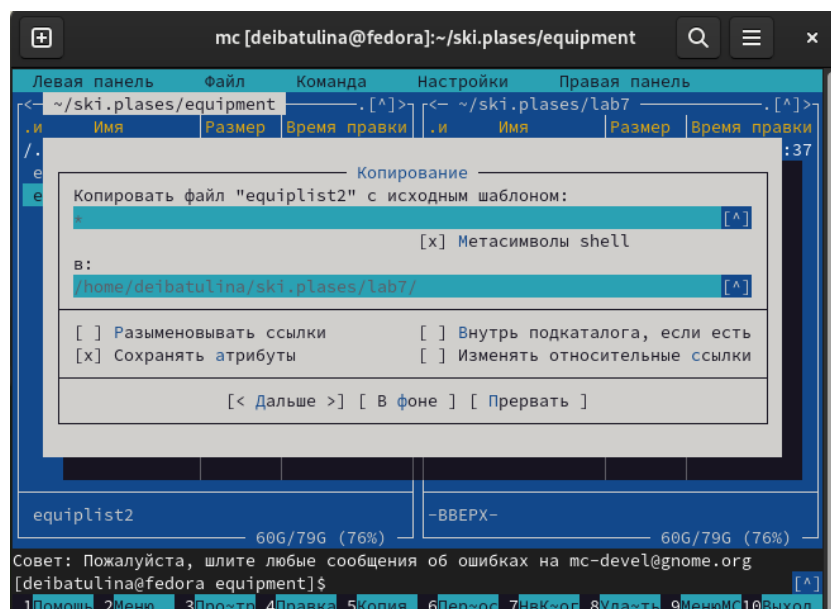 mc [deibatulina@fedora]:~/ski.plases/equipment
Левая панель Файл Команда Настройки Правая панель
<— ~/ski.plases/equipment .[^]> <— ~/ski.plases/lab7 .[^]>
.и Имя Размер Время правки .и Имя Размер Время правки
/. :37
е
е
Копирование
Копировать файл "equiplist2" с исходным шаблоном:
* [^]
[x] Метасимволы shell
в:
/home/deibatulina/ski.plases/lab7/ [^]
[ ] Разыменовывать ссылки [ ] Внутрь подкаталога, если есть
[x] Сохранять атрибуты [ ] Изменять относительные ссылки
[< Дальше >] [ В фоне ] [ Прервать ]
equiplist2 -ВВЕРХ-
60G/79G (76%) 60G/79G (76%)
Совет: Пожалуйста, шлите любые сообщения об ошибках на mc-devel@gnome.org
[deibatulina@fedora equipment]$ [^]
1Помощь 2Меню 3Про~тр 4Правка 5Копия 6Пер~ос 7НвК~ог 8Уда~ть 9МенюМС 10Выход